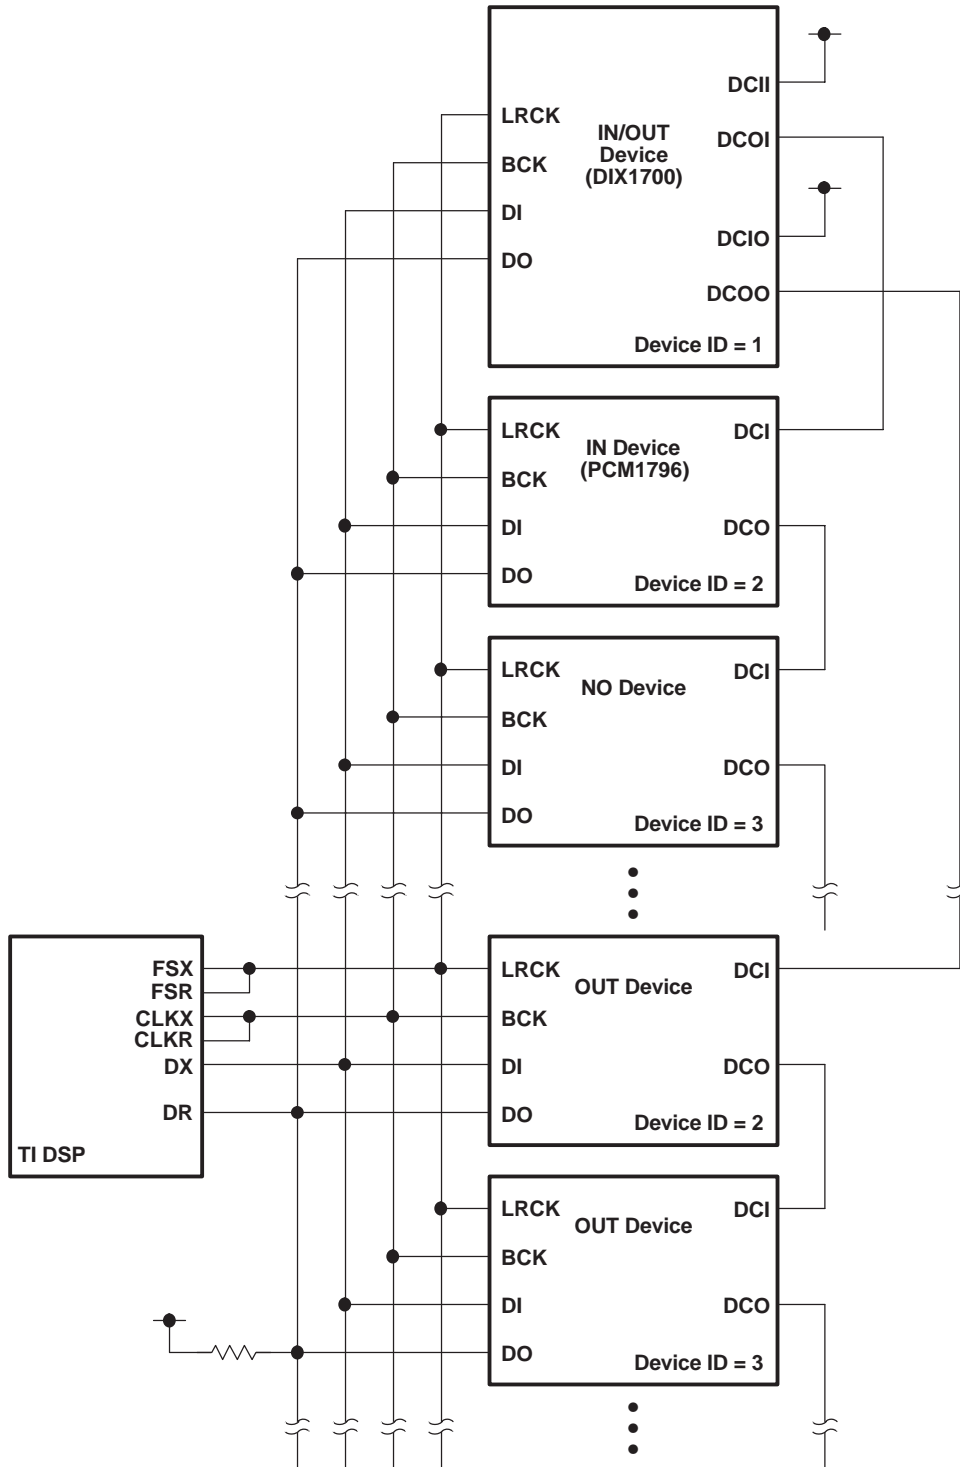 DCII
LRCK
IN/OUT
Device
(DIX1700)
DCOI
BCK
DI
DCIO
DO
DCOO
Device ID = 1
LRCK
IN Device
(PCM1796)
DCI
BCK
DI
DCO
DO
Device ID = 2
LRCK
NO Device
DCI
BCK
DI
DCO
DO
Device ID = 3
FSX
FSR
CLKX
CLKR
DX
DR
TI DSP
LRCK
OUT Device
DCI
BCK
DI
DCO
DO
Device ID = 2
LRCK
OUT Device
DCI
BCK
DI
DCO
DO
Device ID = 3